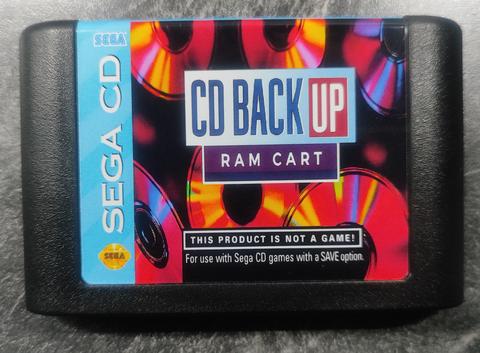 SEGA
SEGA CD
SEGA
CD BACK UP
RAM CART
THIS PRODUCT IS NOT A GAME!
For use with Sega CD games with a SAVE option.